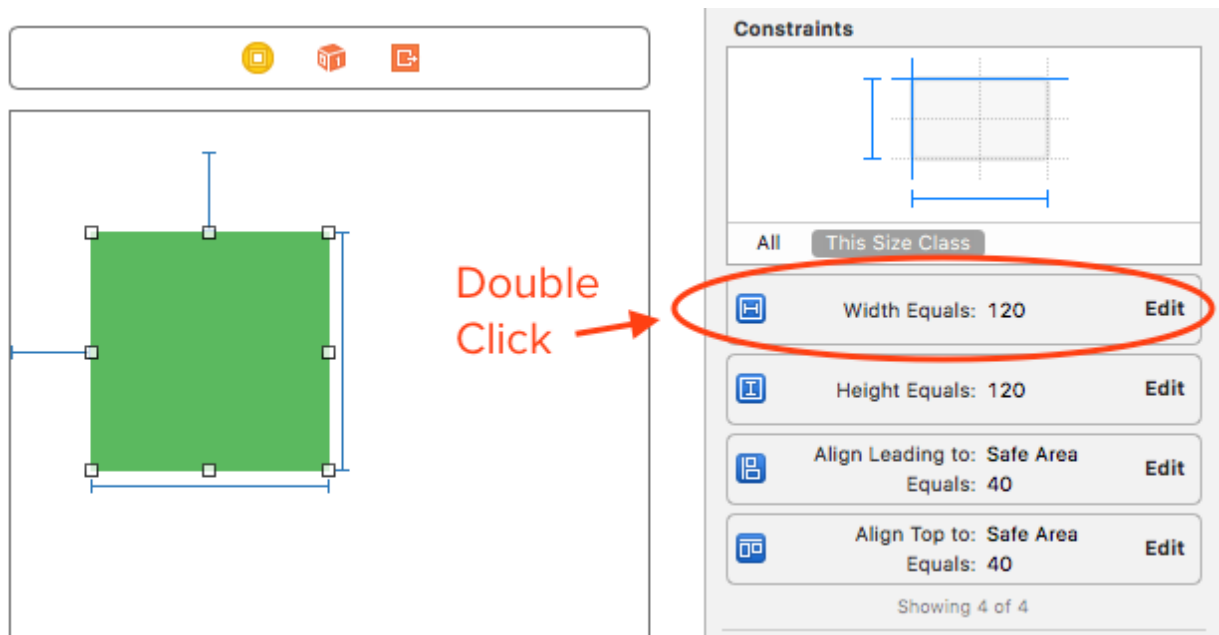 Constraints
All This Size Class
Double
Click
Width Equals: 120 Edit
Height Equals: 120 Edit
Align Leading to: Safe Area
Equals: 40 Edit
Align Top to: Safe Area
Equals: 40 Edit
Showing 4 of 4